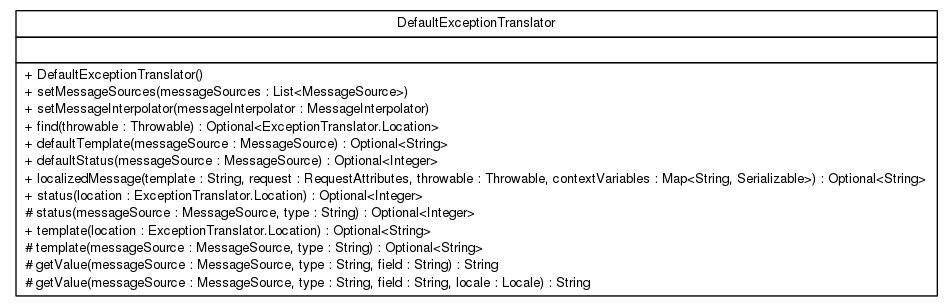 DefaultExceptionTranslator
+ DefaultExceptionTranslator()
+ setMessageSources(messageSources : List<MessageSource>)
+ setMessageInterpolator(messageInterpolator : MessageInterpolator)
+ find(throwable : Throwable) : Optional<ExceptionTranslator.Location>
+ defaultTemplate(messageSource : MessageSource) : Optional<String>
+ defaultStatus(messageSource : MessageSource) : Optional<Integer>
+ localizedMessage(template : String, request : RequestAttributes, throwable : Throwable, contextVariables : Map<String, Serializable>) : Optional<String>
+ status(location : ExceptionTranslator.Location) : Optional<Integer>
# status(messageSource : MessageSource, type : String) : Optional<Integer>
+ template(location : ExceptionTranslator.Location) : Optional<String>
# template(messageSource : MessageSource, type : String) : Optional<String>
# getValue(messageSource : MessageSource, type : String, field : String) : String
# getValue(messageSource : MessageSource, type : String, field : String, locale : Locale) : String